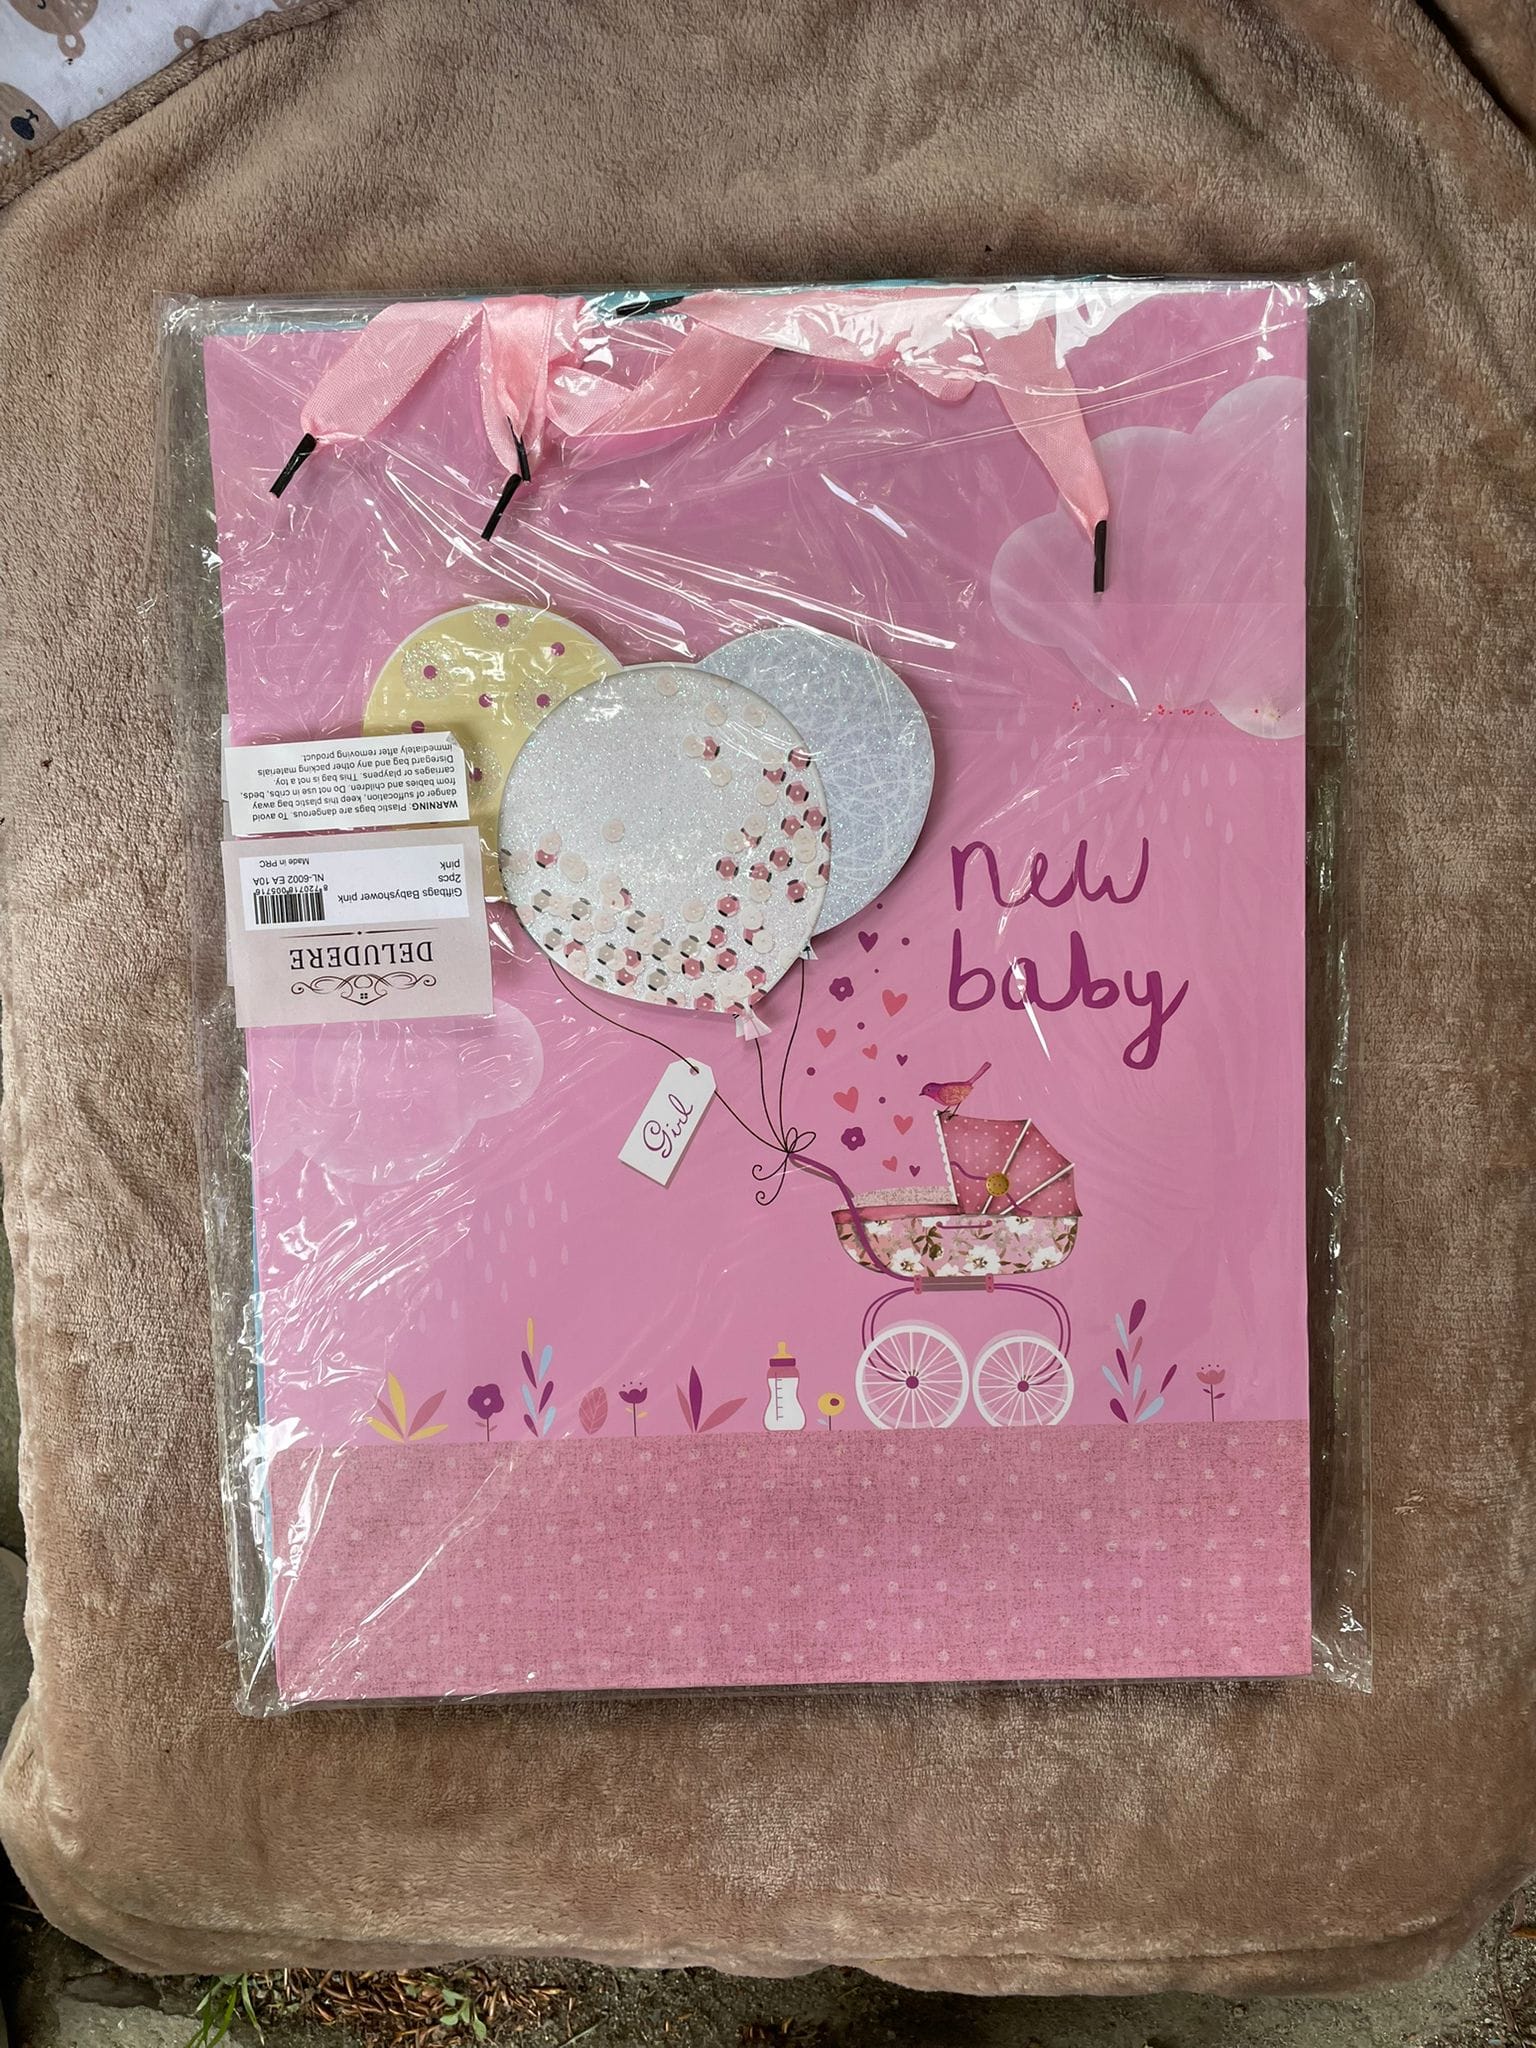 new
baby
Girl
DELUDERE
Giftbags Babyshower pink
2pcs
pink
8720718005716
NL-6002 EA 10A
Made in PRC
WARNING: Plastic bags are dangerous. To avoid
danger of suffocation, keep this plastic bag away
from babies and children. Do not use in cribs, beds,
carriages or playpens. This bag is not a toy.
Disregard bag and any other packing materials
immediately after removing product.